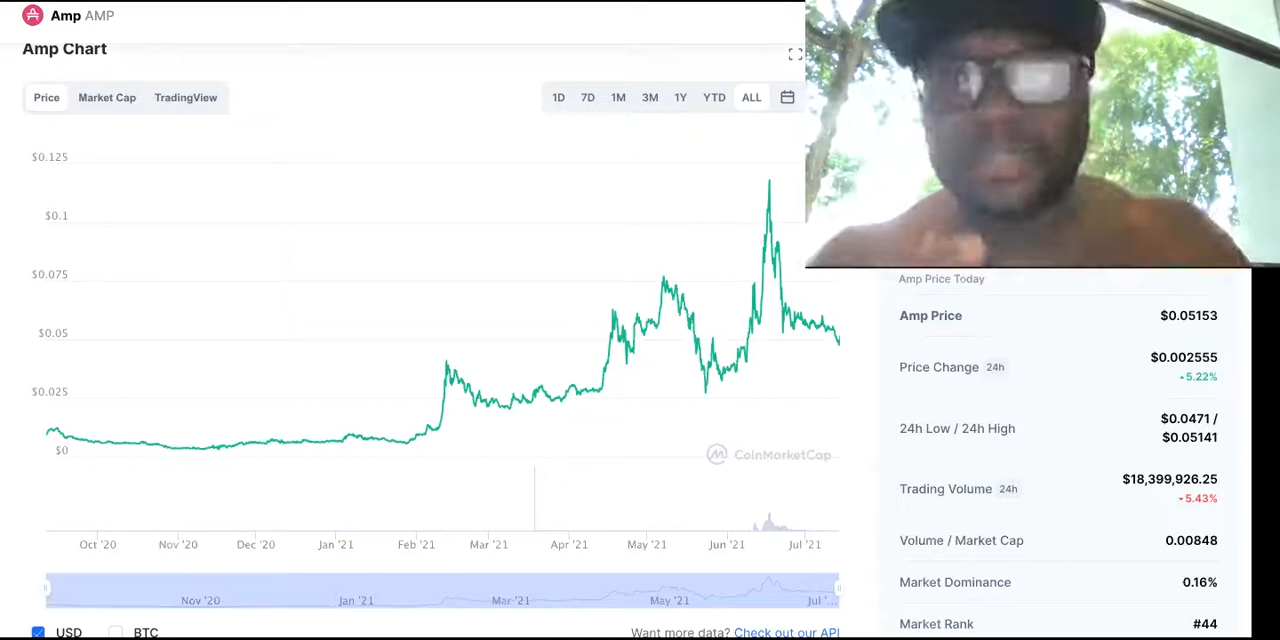 Amp AMP
Amp Chart
Price Market Cap TradingView
1D 7D 1M 3M 1Y YTD ALL
$0.125
$0.1
$0.075
$0.05
$0.025
$0
CoinMarketCap
Oct '20 Nov '20 Dec '20 Jan '21 Feb '21 Mar '21 Apr '21 May '21 Jun '21 Jul '21
Nov '20 Jan '21 Mar '21 May '21 Jul '...
USD BTC
Want more data? Check out our API
Amp Price Today
Amp Price $0.05153
Price Change 24h $0.002555
5.22%
24h Low / 24h High $0.0471 /
$0.05141
Trading Volume 24h $18,399,926.25
5.43%
Volume / Market Cap 0.00848
Market Dominance 0.16%
Market Rank #44